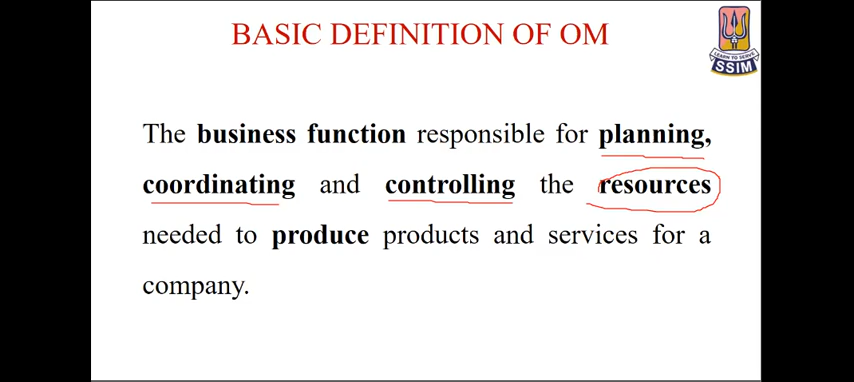 BASIC DEFINITION OF OM
LEARN TO SERVE
SSIM
The business function responsible for planning,
coordinating and controlling the resources
needed to produce products and services for a
company.